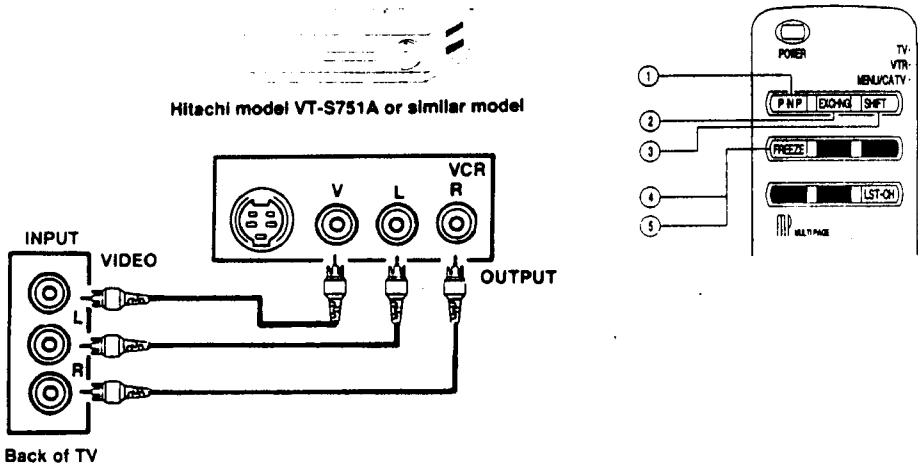 Hitachi model VT-S751A or similar model
VCR
V
L
R
OUTPUT
INPUT
VIDEO
L
R
Back of TV
POWER
TV
VTR
MENU/CATV
1
P·N·P
EXCHNG
SHIFT
2
3
FREEZE
4
LST-CH
5
MULTI PAGE